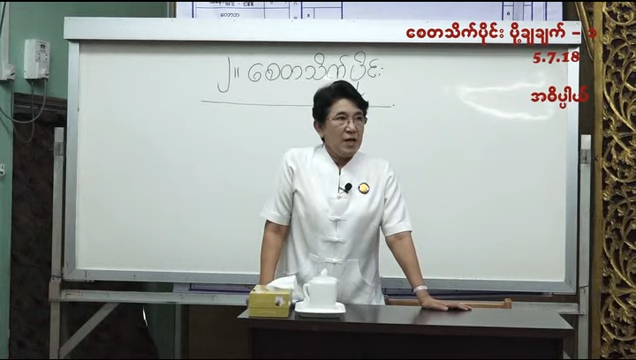 စေတသိက်ပိုင်း ပို့ချချက် - ၁
5.7.18
အဓိပ္ပါယ်
၂။ စေတသိက်ပိုင်း